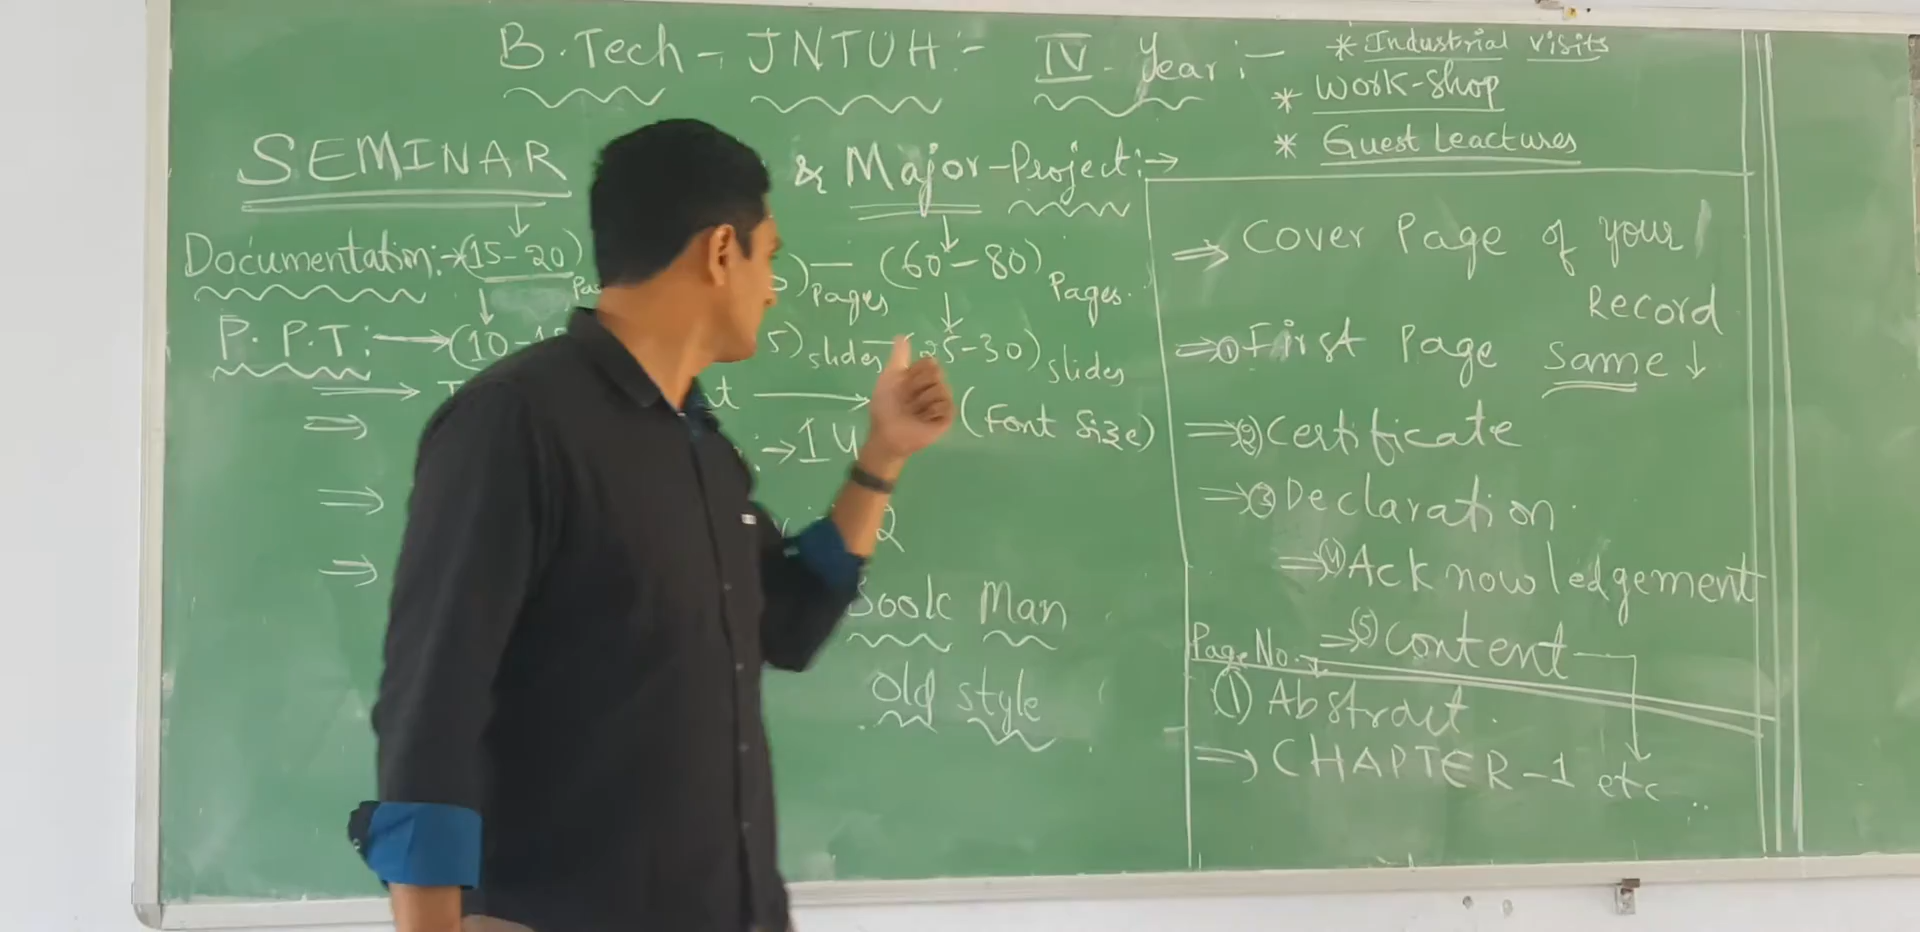 B.Tech - JNTUH:- IV - Year:-
* Industrial visits
* Work-shop
* Guest Leactures
SEMINAR & Major-Project:→
Documentation:-*(15-20) Pages — (60-80) Pages.
P.P.T:→(10- 5) slides — 25-30) slides
(Font Size)
:→14
2
Book Man
Old style
⇒ Cover Page of your
Record
⇒① First Page Same ↓
⇒② Certificate
⇒③ Declaration.
⇒④ Acknowledgement
Page No. ⇒⑤ Content
① Abstract.
⇒ CHAPTER-1 etc..